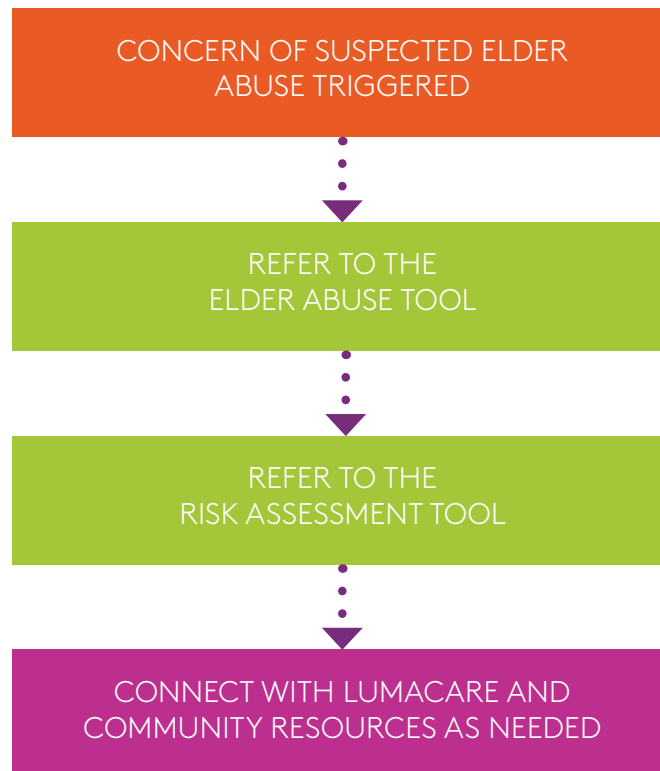 CONCERN OF SUSPECTED ELDER
ABUSE TRIGGERED
REFER TO THE
ELDER ABUSE TOOL
REFER TO THE
RISK ASSESSMENT TOOL
CONNECT WITH LUMACARE AND
COMMUNITY RESOURCES AS NEEDED